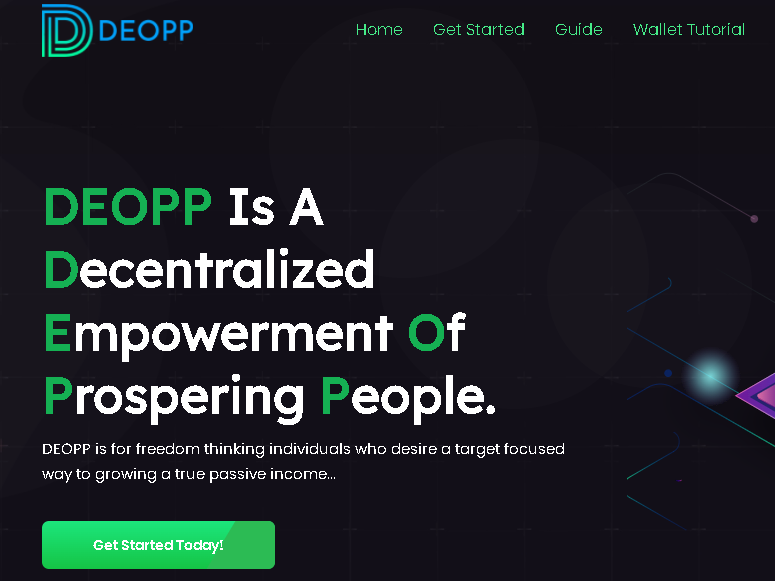 DEOPP
Home Get Started Guide Wallet Tutorial
DEOPP Is A
Decentralized
Empowerment Of
Prospering People.
DEOPP is for freedom thinking individuals who desire a target focused
way to growing a true passive income...
Get Started Today!